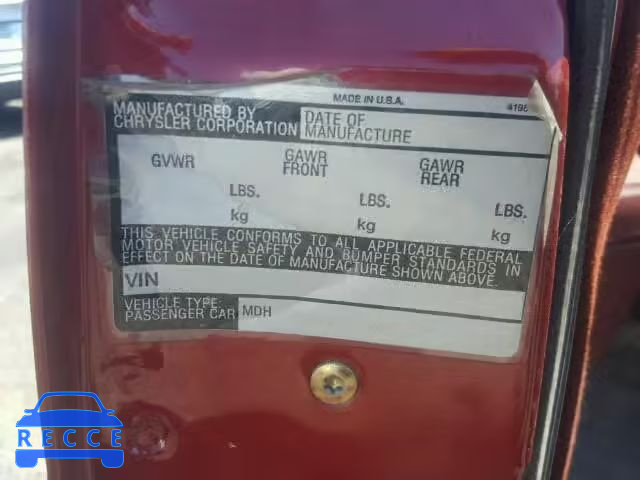 MADE IN U.S.A. 4196
MANUFACTURED BY
CHRYSLER CORPORATION
DATE OF
MANUFACTURE
GVWR
GAWR
FRONT
GAWR
REAR
LBS. LBS. LBS.
kg kg kg
THIS VEHICLE CONFORMS TO ALL APPLICABLE FEDERAL
MOTOR VEHICLE SAFETY AND BUMPER STANDARDS IN
EFFECT ON THE DATE OF MANUFACTURE SHOWN ABOVE.
VIN
VEHICLE TYPE:
PASSENGER CAR
MDH
RECCE